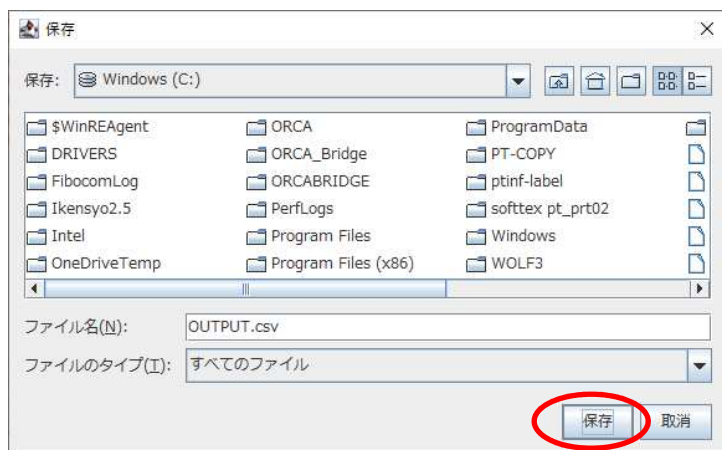 保存
保存: Windows (C:)
$WinREAgent ORCA ProgramData
DRIVERS ORCA_Bridge PT-COPY
FibocomLog ORCABRIDGE ptinf-label
Ikensyo2.5 PerfLogs softtex pt_prt02
Intel Program Files Windows
OneDriveTemp Program Files (x86) WOLF3
ファイル名(N): OUTPUT.csv
ファイルのタイプ(T): すべてのファイル
保存 取消